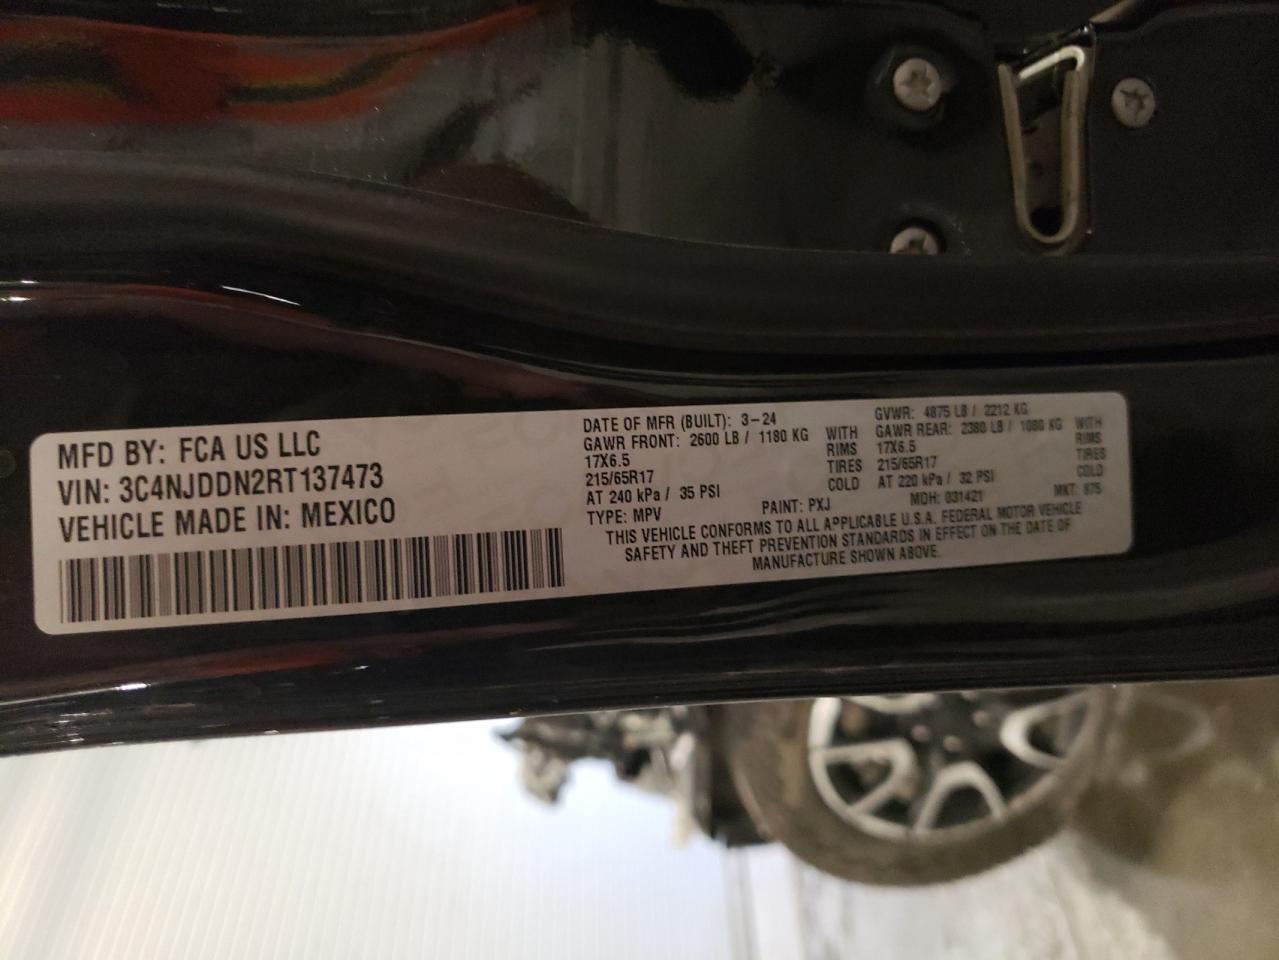 MFD BY: FCA US LLC
VIN: 3C4NJDDN2RT137473
VEHICLE MADE IN: MEXICO
DATE OF MFR (BUILT): 3-24
GAWR FRONT: 2600 LB / 1180 KG WITH
17X6.5 RIMS
215/65R17 TIRES
AT 240 kPa / 35 PSI COLD
TYPE: MPV PAINT: PXJ
GVWR: 4875 LB / 2212 KG
GAWR REAR: 2380 LB / 1080 KG WITH
17X6.5 RIMS
215/65R17 TIRES
AT 220 kPa / 32 PSI COLD
MDH: 031421 MKT: 875
THIS VEHICLE CONFORMS TO ALL APPLICABLE U.S.A. FEDERAL MOTOR VEHICLE
SAFETY AND THEFT PREVENTION STANDARDS IN EFFECT ON THE DATE OF
MANUFACTURE SHOWN ABOVE.